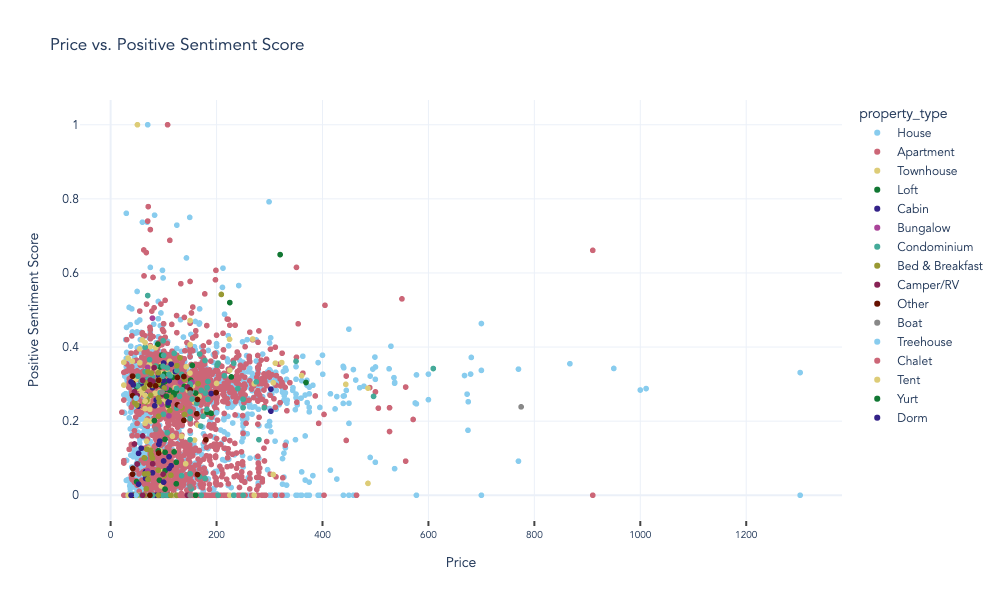 Price vs. Positive Sentiment Score
property_type
House
Apartment
Townhouse
Loft
Cabin
Bungalow
Condominium
Bed & Breakfast
Camper/RV
Other
Boat
Treehouse
Chalet
Tent
Yurt
Dorm
Positive Sentiment Score
1
0.8
0.6
0.4
0.2
0
0 200 400 600 800 1000 1200
Price